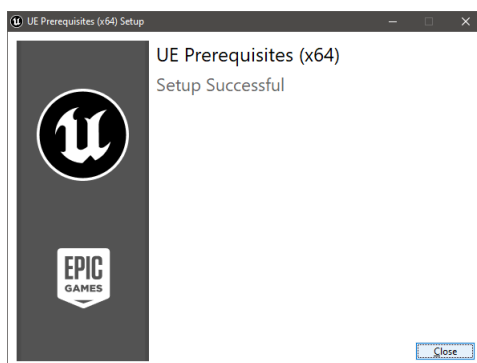 UE Prerequisites (x64) Setup
UE Prerequisites (x64)
Setup Successful
EPIC
GAMES
Close